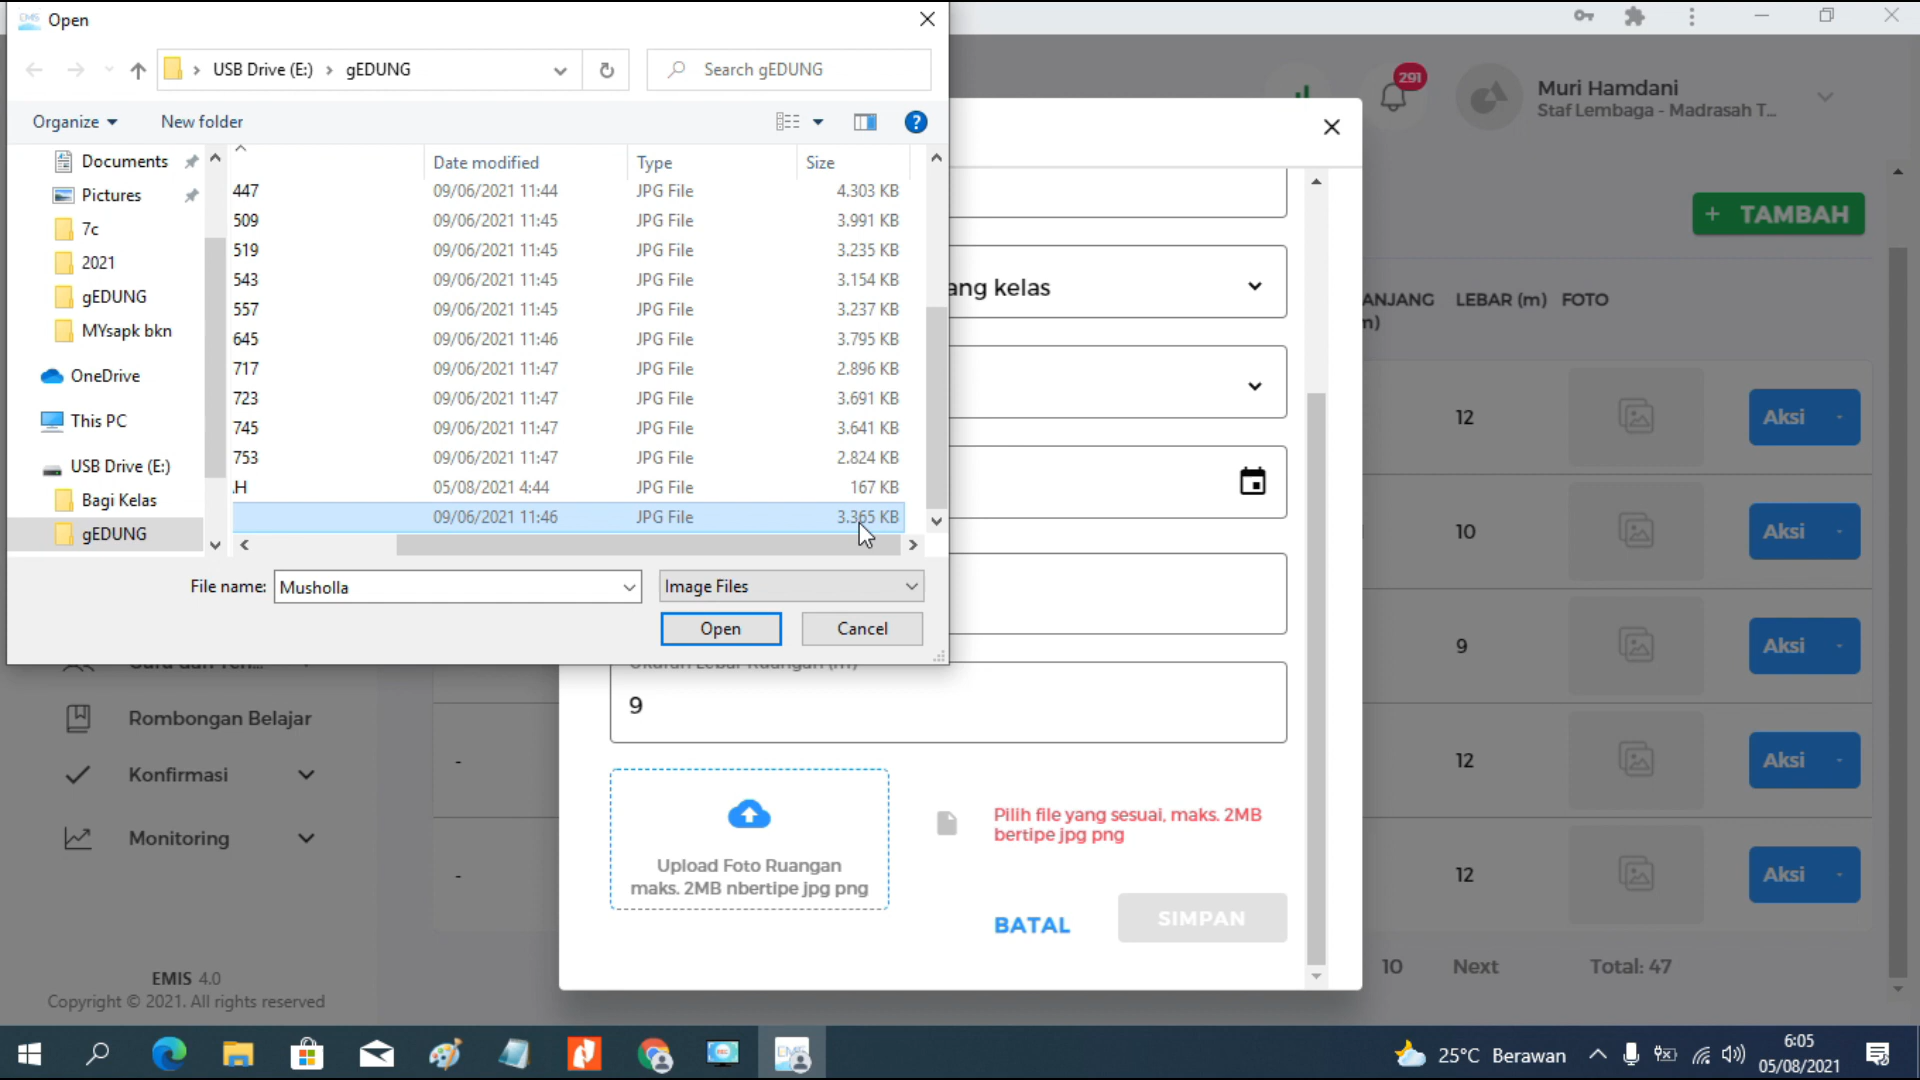 Open
USB Drive (E:) › gEDUNG
Search gEDUNG
Organize
New folder
Documents
Pictures
7c
2021
gEDUNG
MYsapk bkn
OneDrive
This PC
USB Drive (E:)
Bagi Kelas
gEDUNG
Date modified Type Size
447 09/06/2021 11:44 JPG File 4.303 KB
509 09/06/2021 11:45 JPG File 3.991 KB
519 09/06/2021 11:45 JPG File 3.235 KB
543 09/06/2021 11:45 JPG File 3.154 KB
557 09/06/2021 11:45 JPG File 3.237 KB
645 09/06/2021 11:46 JPG File 3.795 KB
717 09/06/2021 11:47 JPG File 2.896 KB
723 09/06/2021 11:47 JPG File 3.691 KB
745 09/06/2021 11:47 JPG File 3.641 KB
753 09/06/2021 11:47 JPG File 2.824 KB
.H 05/08/2021 4:44 JPG File 167 KB
09/06/2021 11:46 JPG File 3.365 KB
File name: Musholla
Image Files
Open
Cancel
291
Muri Hamdani
Staf Lembaga - Madrasah T...
+ TAMBAH
ang kelas
ANJANG LEBAR (m) FOTO
m)
12 Aksi
10 Aksi
9 Aksi
- 12 Aksi
- 12 Aksi
Ukuran Lebar Ruangan (m)
9
Upload Foto Ruangan
maks. 2MB nbertipe jpg png
Pilih file yang sesuai, maks. 2MB
bertipe jpg png
BATAL
SIMPAN
10 Next Total: 47
Rombongan Belajar
Konfirmasi
Monitoring
EMIS 4.0
Copyright © 2021. All rights reserved
25°C Berawan
6:05
05/08/2021